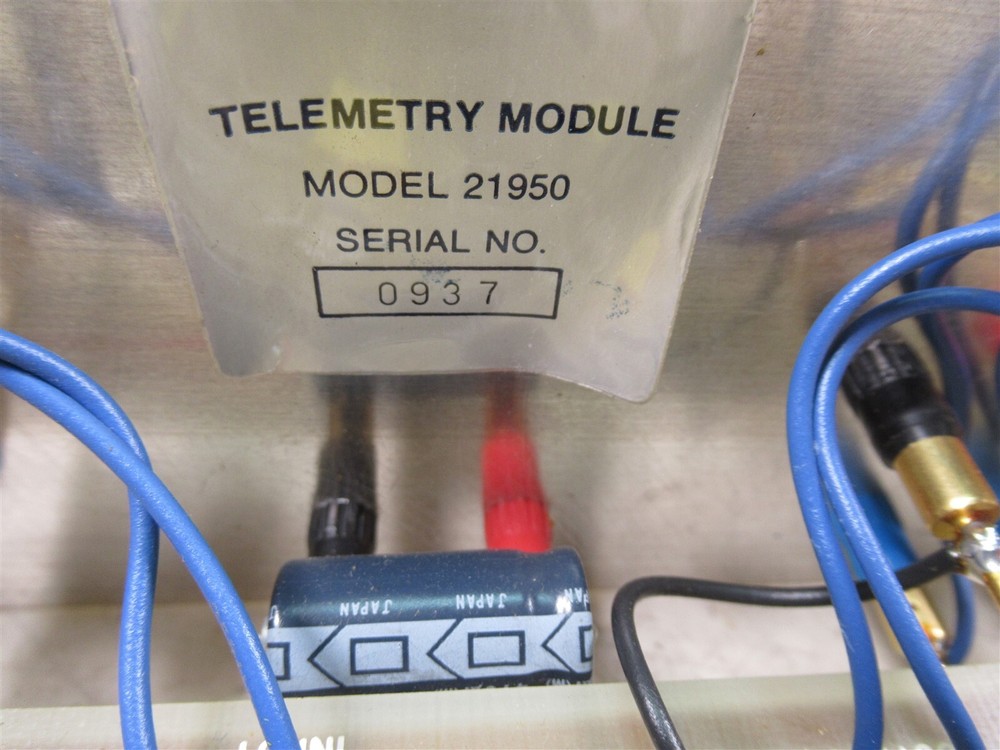 TELEMETRY MODULE
MODEL 21950
SERIAL NO.
0937
JAPAN JAPAN